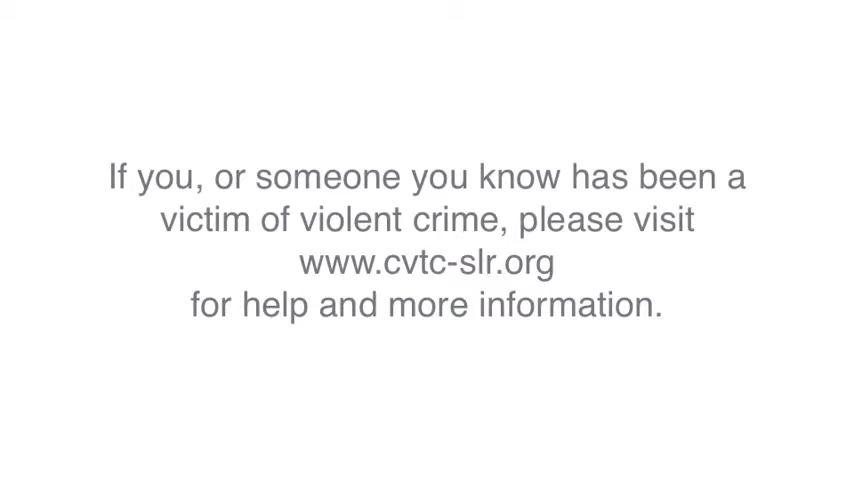 If you, or someone you know has been a
victim of violent crime, please visit
www.cvtc-slr.org
for help and more information.